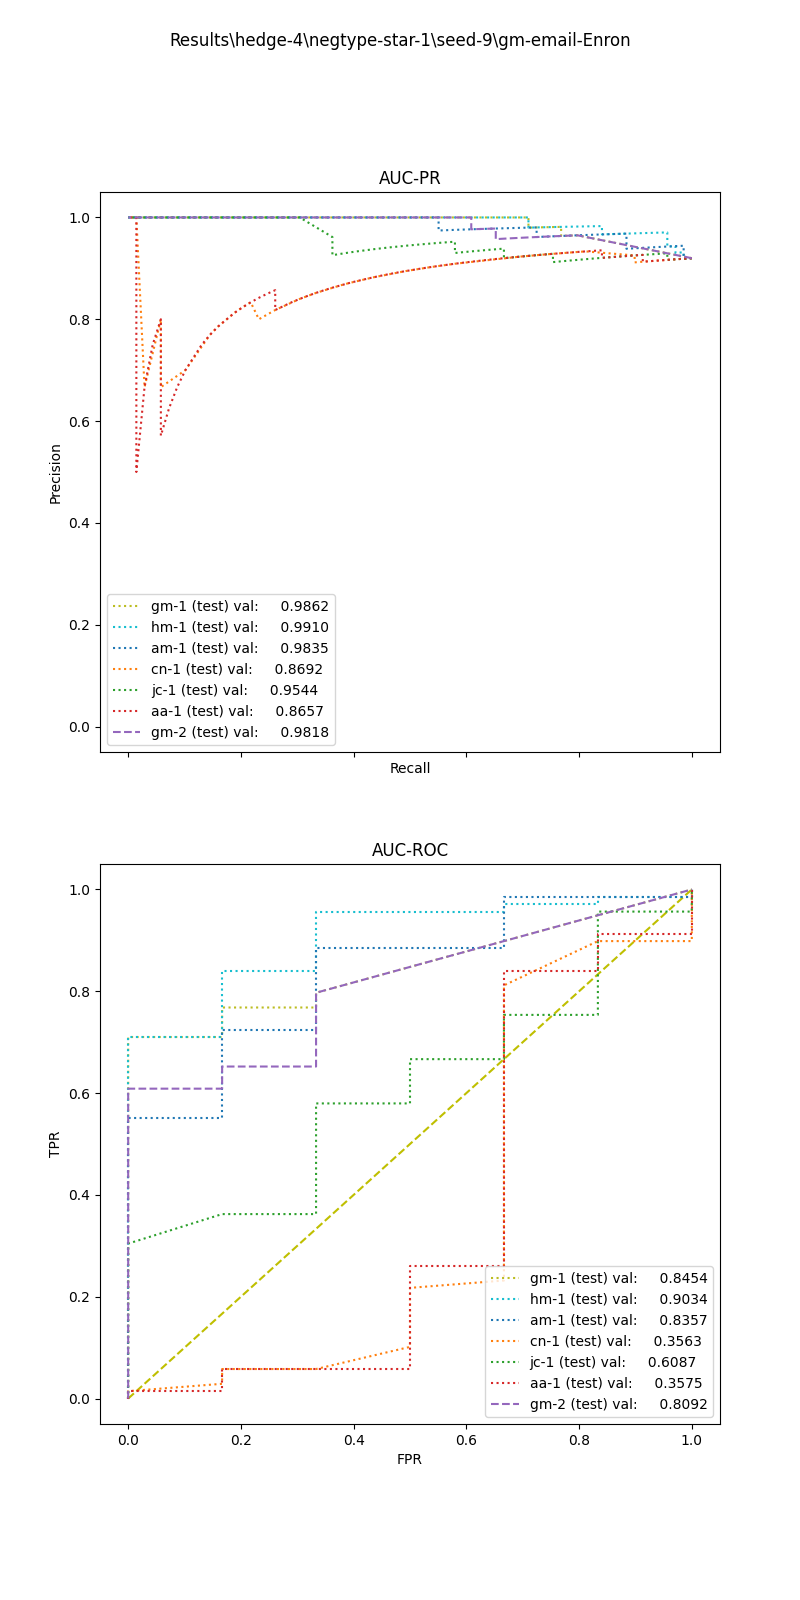 Results\hedge-4\negtype-star-1\seed-9\gm-email-Enron
AUC-PR
1.0
0.8
0.6
0.4
0.2
0.0
Precision
gm-1 (test) val: 0.9862
hm-1 (test) val: 0.9910
am-1 (test) val: 0.9835
cn-1 (test) val: 0.8692
jc-1 (test) val: 0.9544
aa-1 (test) val: 0.8657
gm-2 (test) val: 0.9818
Recall
AUC-ROC
1.0
0.8
0.6
0.4
0.2
0.0
TPR
gm-1 (test) val: 0.8454
hm-1 (test) val: 0.9034
am-1 (test) val: 0.8357
cn-1 (test) val: 0.3563
jc-1 (test) val: 0.6087
aa-1 (test) val: 0.3575
gm-2 (test) val: 0.8092
0.0 0.2 0.4 0.6 0.8 1.0
FPR